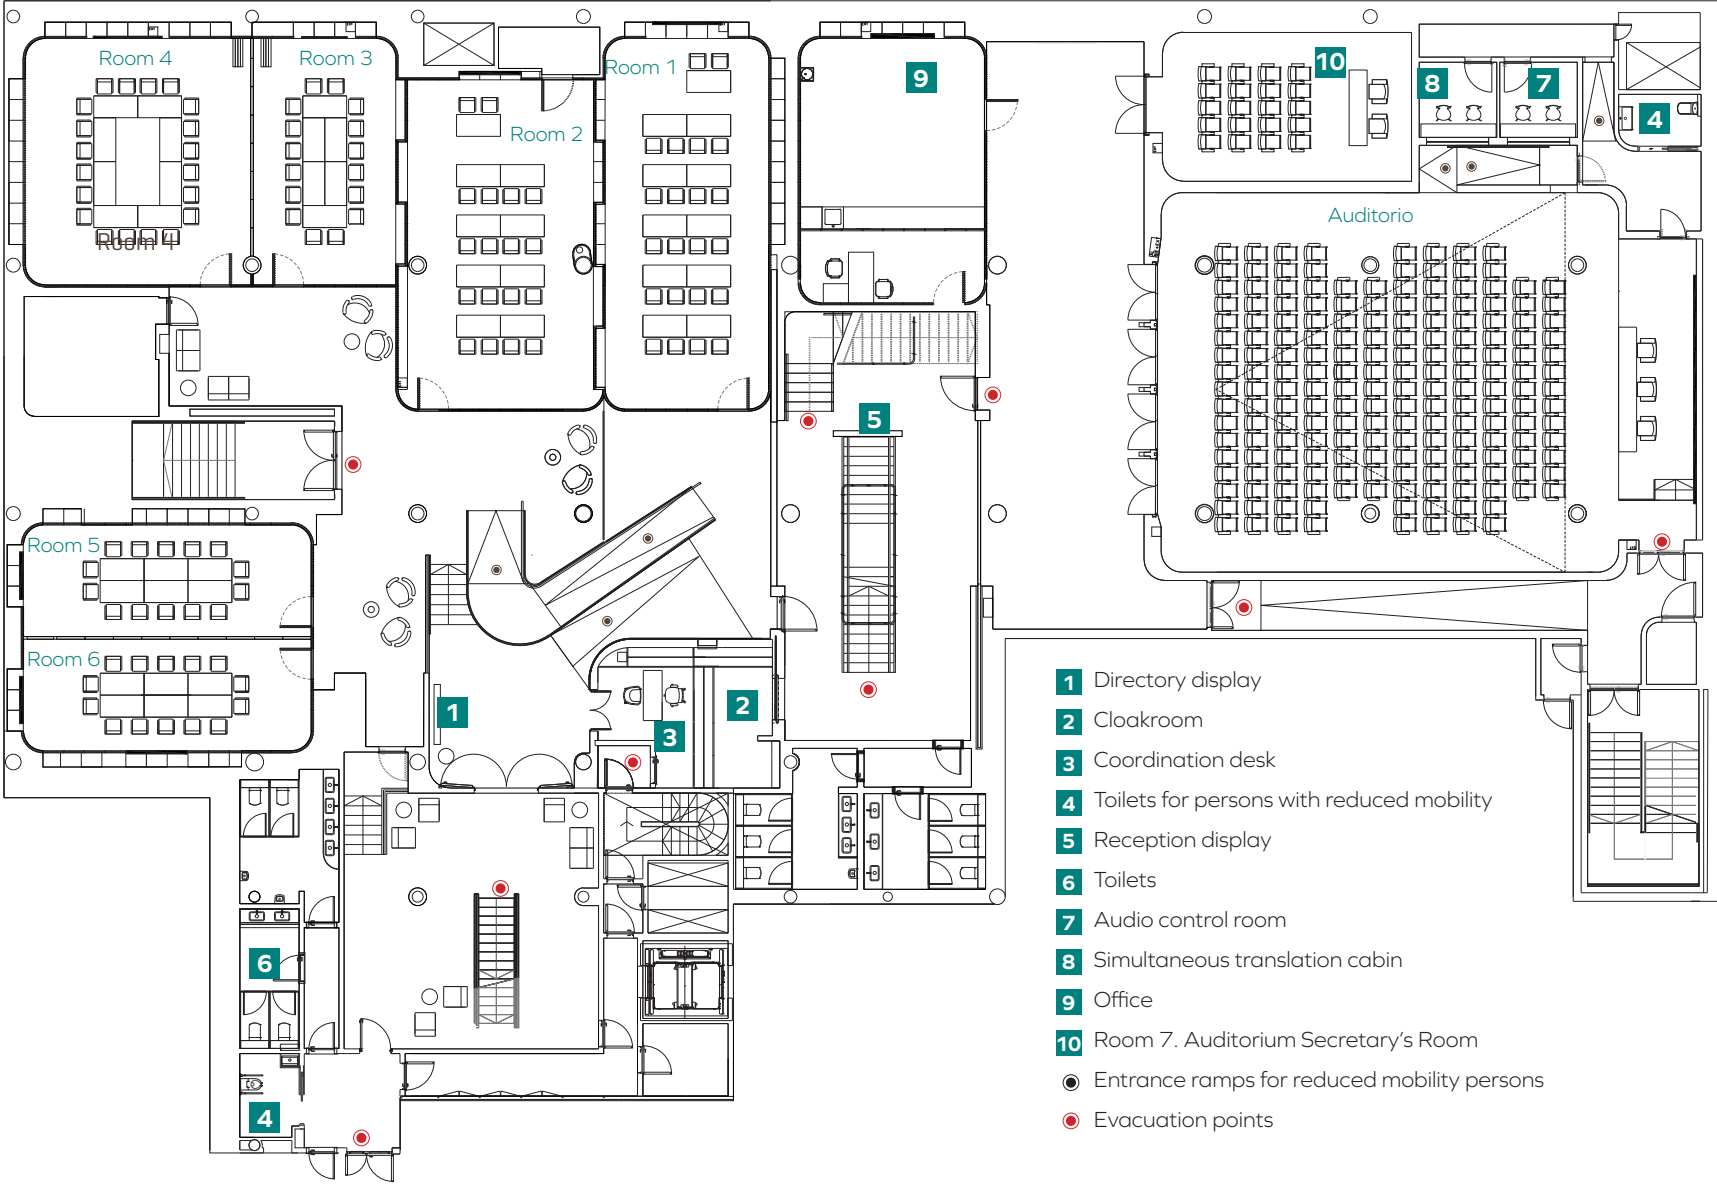 Room 4
Room 3
Room 1
Room 2
9
10
8
7
4
Room 4
Auditorio
5
Room 5
Room 6
1
2
3
6
4
1 Directory display
2 Cloakroom
3 Coordination desk
4 Toilets for persons with reduced mobility
5 Reception display
6 Toilets
7 Audio control room
8 Simultaneous translation cabin
9 Office
10 Room 7. Auditorium Secretary's Room
Entrance ramps for reduced mobility persons
Evacuation points